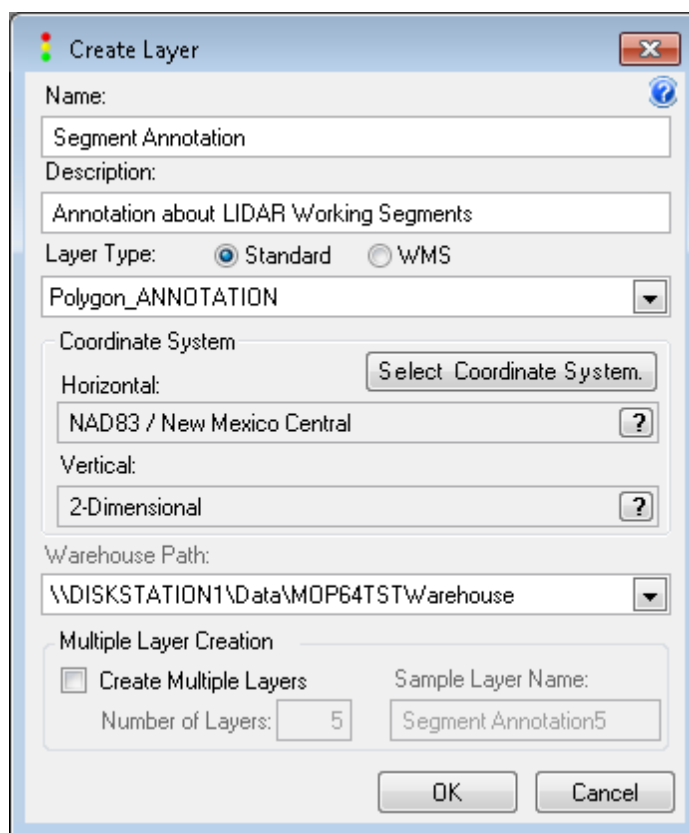 Create Layer
Name:
Segment Annotation
Description:
Annotation about LIDAR Working Segments
Layer Type: Standard WMS
Polygon_ANNOTATION
Coordinate System
Select Coordinate System.
Horizontal:
NAD83 / New Mexico Central ?
Vertical:
2-Dimensional ?
Warehouse Path:
\\DISKSTATION1\Data\MOP64TSTWarehouse
Multiple Layer Creation
Create Multiple Layers Sample Layer Name:
Number of Layers: 5 Segment Annotation5
OK Cancel